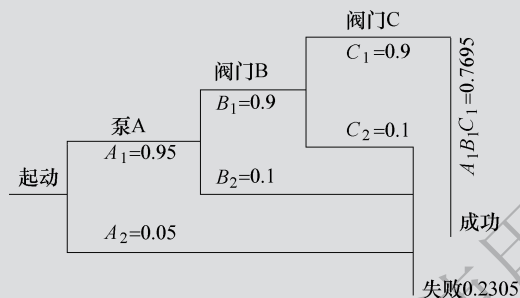 阀门C
C₁=0.9
阀门B
B₁=0.9
C₂=0.1
泵A
A₁=0.95
B₂=0.1
起动
A₂=0.05
A₁B₁C₁=0.7695
成功
失败0.2305